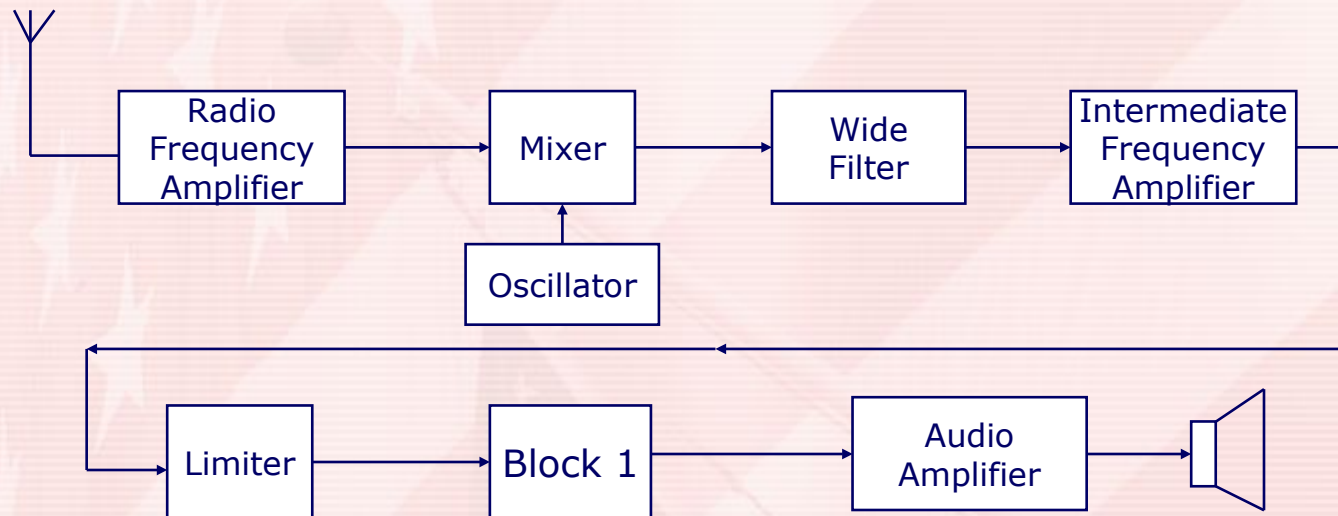 Radio
Frequency
Amplifier
Mixer
Wide
Filter
Intermediate
Frequency
Amplifier
Oscillator
Limiter
Block 1
Audio
Amplifier